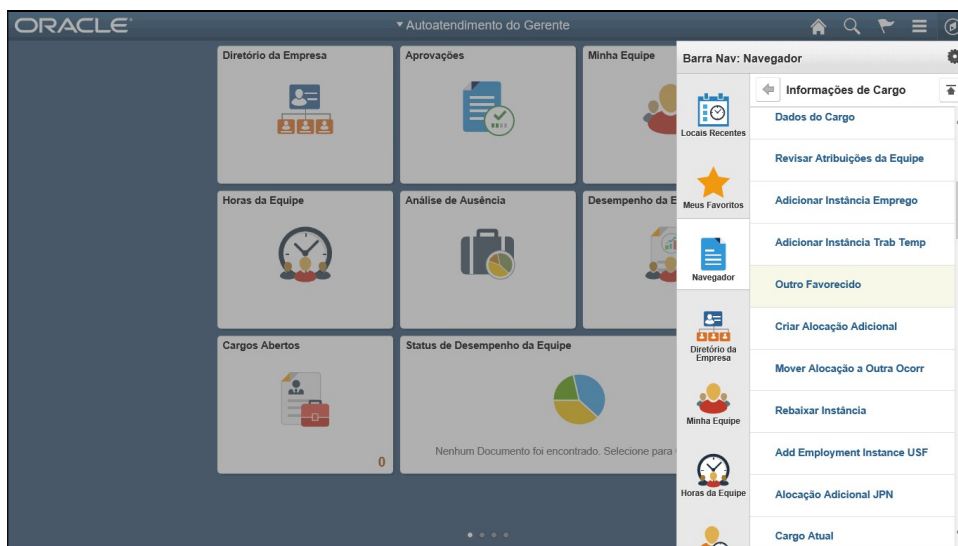 ORACLE
Autoatendimento do Gerente
Diretório da Empresa
Aprovações
Minha Equipe
Horas da Equipe
Análise de Ausência
Desempenho da E
Cargos Abertos
0
Status de Desempenho da Equipe
Nenhum Documento foi encontrado. Selecione para
Barra Nav: Navegador
Locais Recentes
Meus Favoritos
Navegador
Diretório da
Empresa
Minha Equipe
Horas da Equipe
Informações de Cargo
Dados do Cargo
Revisar Atribuições da Equipe
Adicionar Instância Emprego
Adicionar Instância Trab Temp
Outro Favorecido
Criar Alocação Adicional
Mover Alocação a Outra Ocorr
Rebaixar Instância
Add Employment Instance USF
Alocação Adicional JPN
Cargo Atual